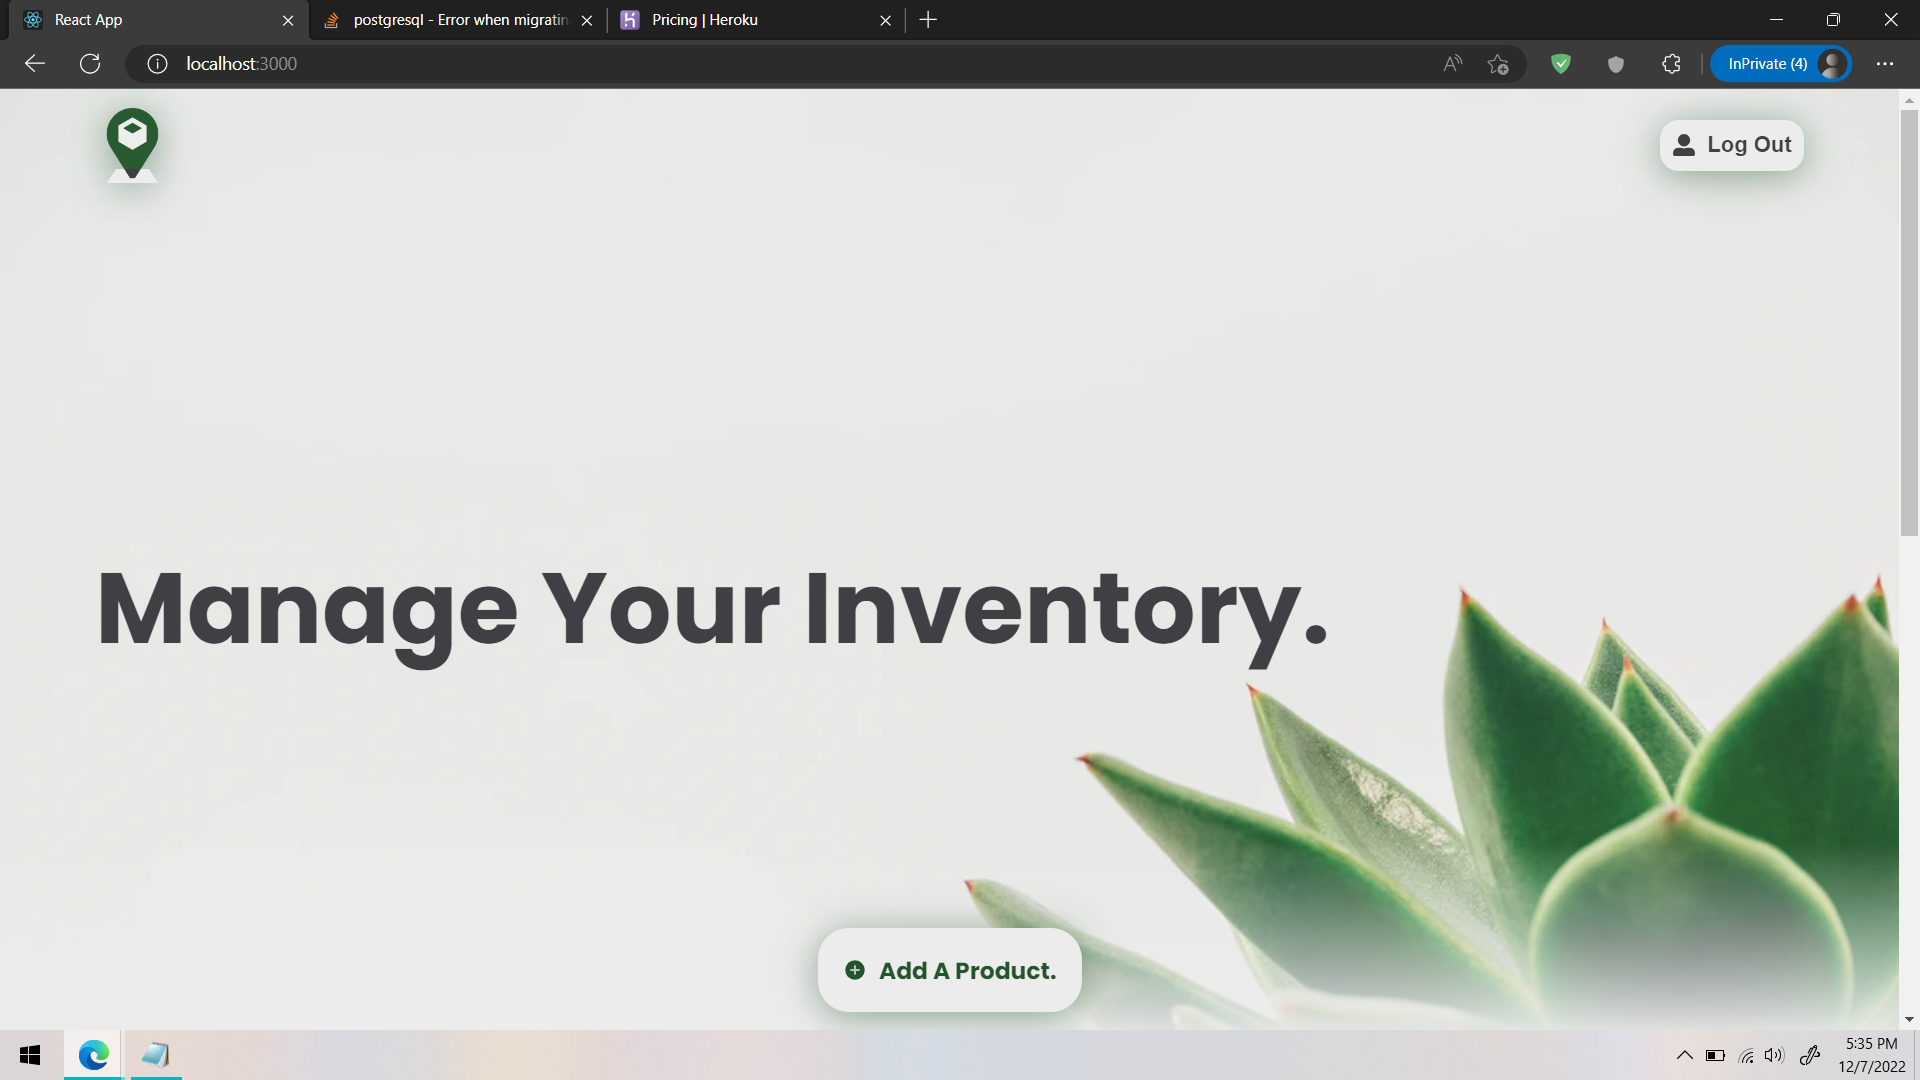 React App
postgresql - Error when migratin
Pricing | Heroku
localhost:3000
InPrivate (4)
Log Out
Manage Your Inventory.
Add A Product.
5:35 PM
12/7/2022